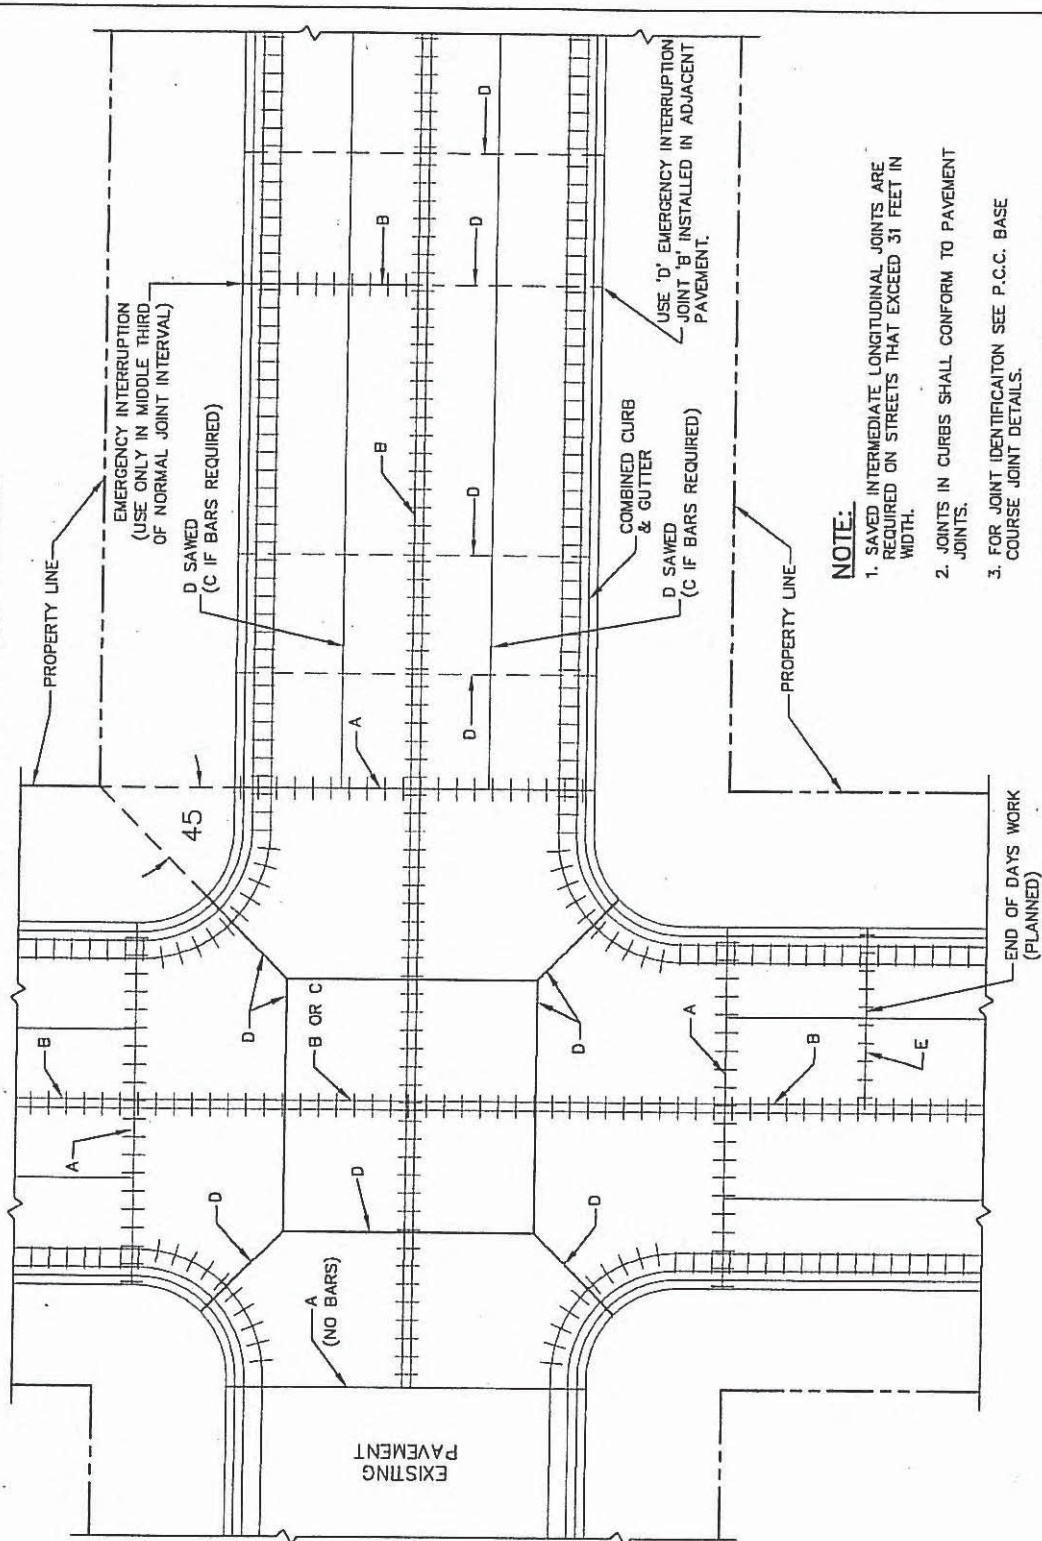 PROPERTY LINE
EMERGENCY INTERRUPTION
(USE ONLY IN MIDDLE THIRD
OF NORMAL JOINT INTERVAL)
D SAWED
(C IF BARS REQUIRED)
45
A
B
B
D
D
D
D
USE 'D' EMERGENCY INTERRUPTION
JOINT 'B' INSTALLED IN ADJACENT
PAVEMENT.
COMBINED CURB
& GUTTER
D SAWED
(C IF BARS REQUIRED)
PROPERTY LINE
NOTE:
1. SAVED INTERMEDIATE LONGITUDINAL JOINTS ARE
REQUIRED ON STREETS THAT EXCEED 31 FEET IN
WIDTH.
2. JOINTS IN CURBS SHALL CONFORM TO PAVEMENT
JOINTS.
3. FOR JOINT IDENTIFICAITON SEE P.C.C. BASE
COURSE JOINT DETAILS.
B
A
D
B OR C
D
A
B
E
END OF DAYS WORK
(PLANNED)
D
D
D
A
(NO BARS)
EXISTING
PAVEMENT